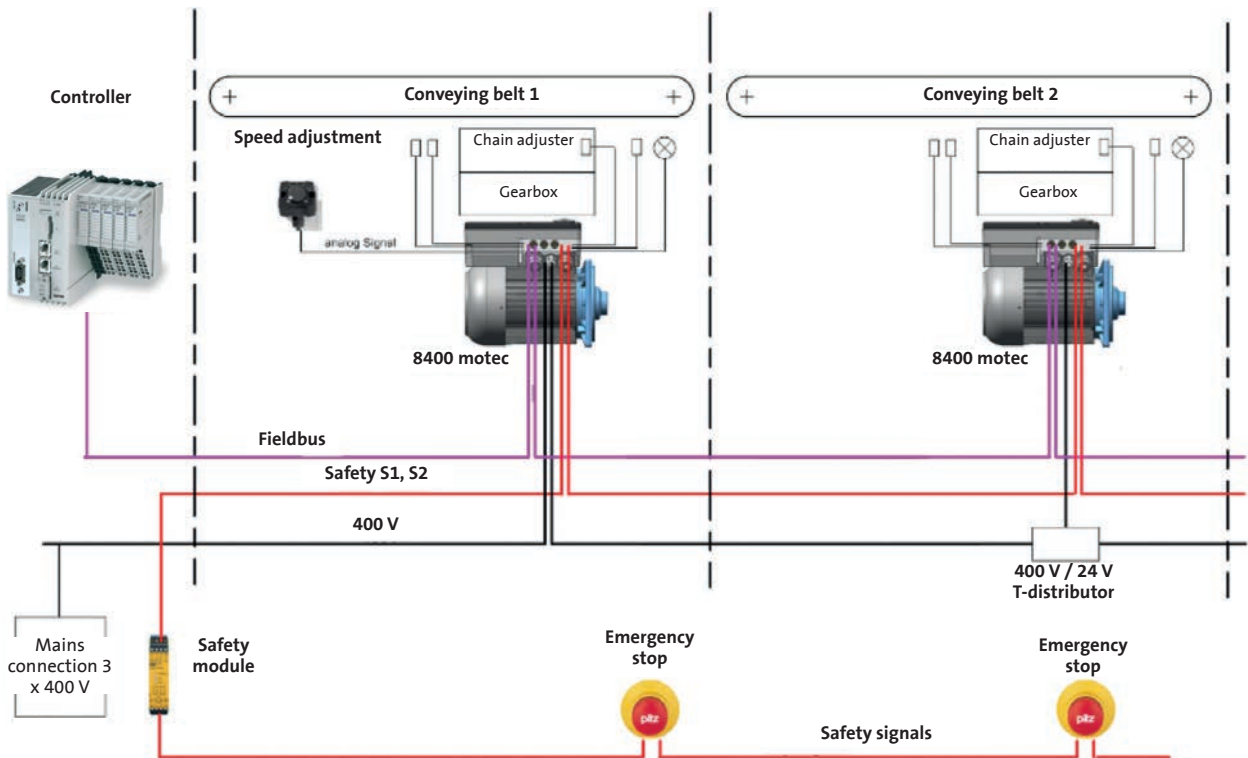 Controller
Conveying belt 1
Conveying belt 2
Speed adjustment
Chain adjuster
Gearbox
analog Signal
8400 motec
Chain adjuster
Gearbox
8400 motec
Fieldbus
Safety S1, S2
400 V
400 V / 24 V
T-distributor
Mains
connection 3
x 400 V
Safety
module
Emergency
stop
pilz
Emergency
stop
pilz
Safety signals